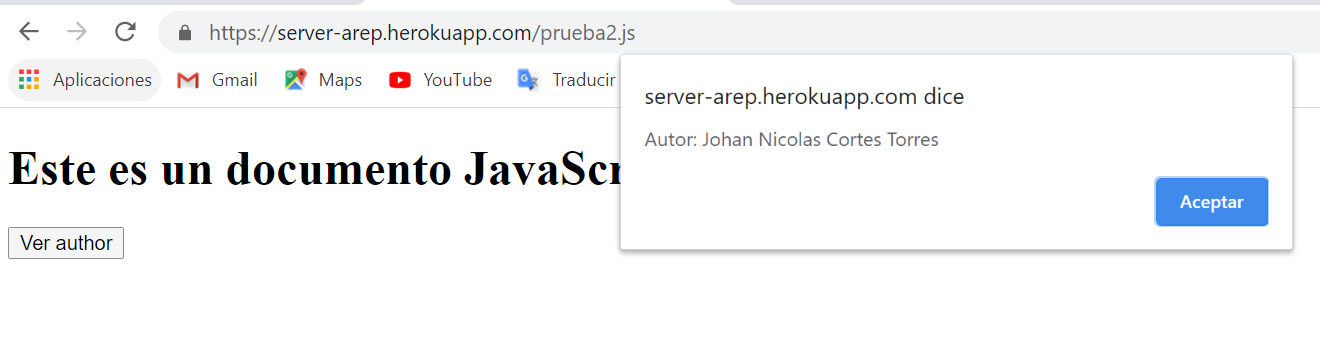 https://server-arep.herokuapp.com/prueba2.js
Aplicaciones Gmail Maps YouTube Traducir
server-arep.herokuapp.com dice
Autor: Johan Nicolas Cortes Torres
Aceptar
Este es un documento JavaScr
Ver author